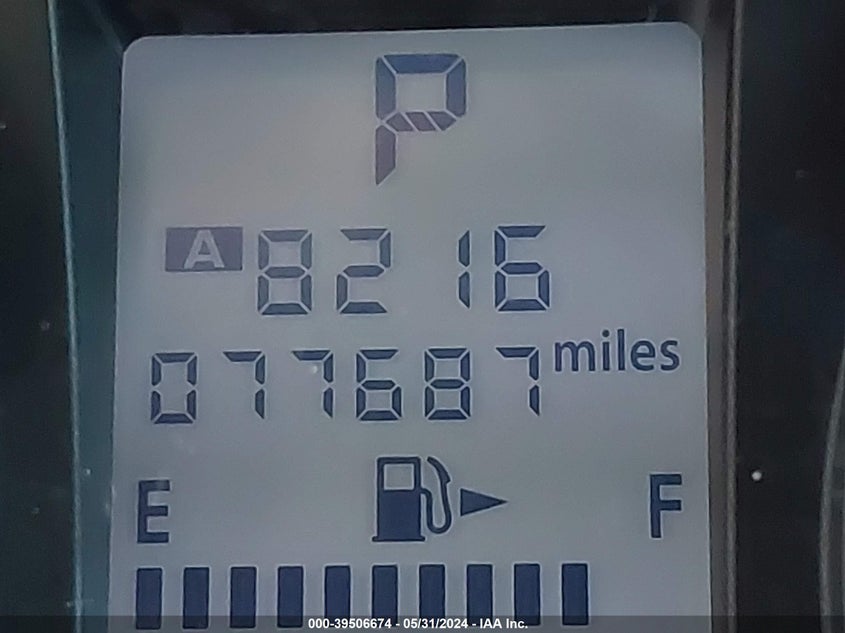 P
A 8216
077687 miles
E F
000-39506674 - 05/31/2024 - IAA Inc.